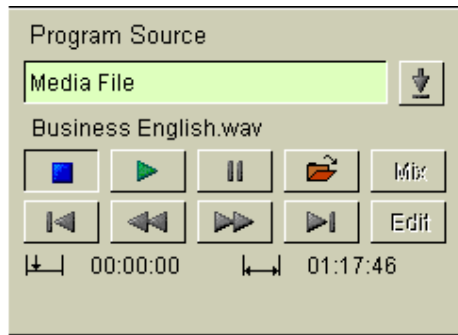 Program Source
Media File
Business English.wav
Mix
Edit
00:00:00 01:17:46